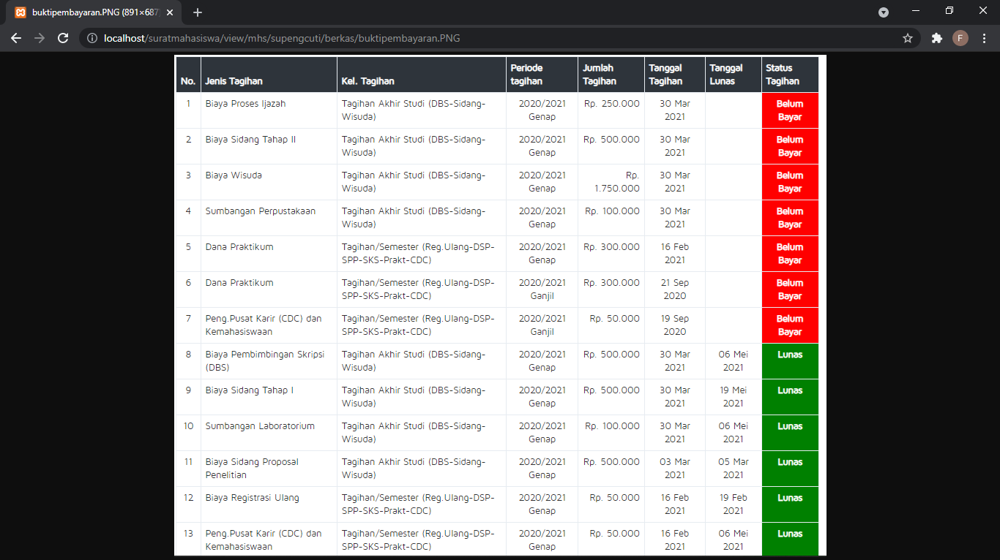 buktipembayaran.PNG (891×687
localhost/suratmahasiswa/view/mhs/supengcuti/berkas/buktipembayaran.PNG
F
No. Jenis Tagihan Kel. Tagihan Periode tagihan Jumlah Tagihan Tanggal Tagihan Tanggal Lunas Status Tagihan
1 Biaya Proses Ijazah Tagihan Akhir Studi (DBS-Sidang-Wisuda) 2020/2021 Genap Rp. 250.000 30 Mar 2021 Belum Bayar
2 Biaya Sidang Tahap II Tagihan Akhir Studi (DBS-Sidang-Wisuda) 2020/2021 Genap Rp. 500.000 30 Mar 2021 Belum Bayar
3 Biaya Wisuda Tagihan Akhir Studi (DBS-Sidang-Wisuda) 2020/2021 Genap Rp. 1.750.000 30 Mar 2021 Belum Bayar
4 Sumbangan Perpustakaan Tagihan Akhir Studi (DBS-Sidang-Wisuda) 2020/2021 Genap Rp. 100.000 30 Mar 2021 Belum Bayar
5 Dana Praktikum Tagihan/Semester (Reg.Ulang-DSP-SPP-SKS-Prakt-CDC) 2020/2021 Genap Rp. 300.000 16 Feb 2021 Belum Bayar
6 Dana Praktikum Tagihan/Semester (Reg.Ulang-DSP-SPP-SKS-Prakt-CDC) 2020/2021 Ganjil Rp. 300.000 21 Sep 2020 Belum Bayar
7 Peng.Pusat Karir (CDC) dan Kemahasiswaan Tagihan/Semester (Reg.Ulang-DSP-SPP-SKS-Prakt-CDC) 2020/2021 Ganjil Rp. 50.000 19 Sep 2020 Belum Bayar
8 Biaya Pembimbingan Skripsi (DBS) Tagihan Akhir Studi (DBS-Sidang-Wisuda) 2020/2021 Genap Rp. 500.000 30 Mar 2021 06 Mei 2021 Lunas
9 Biaya Sidang Tahap I Tagihan Akhir Studi (DBS-Sidang-Wisuda) 2020/2021 Genap Rp. 500.000 30 Mar 2021 19 Mei 2021 Lunas
10 Sumbangan Laboratorium Tagihan Akhir Studi (DBS-Sidang-Wisuda) 2020/2021 Genap Rp. 100.000 30 Mar 2021 06 Mei 2021 Lunas
11 Biaya Sidang Proposal Penelitian Tagihan Akhir Studi (DBS-Sidang-Wisuda) 2020/2021 Genap Rp. 500.000 03 Mar 2021 05 Mar 2021 Lunas
12 Biaya Registrasi Ulang Tagihan/Semester (Reg.Ulang-DSP-SPP-SKS-Prakt-CDC) 2020/2021 Genap Rp. 50.000 16 Feb 2021 19 Feb 2021 Lunas
13 Peng.Pusat Karir (CDC) dan Kemahasiswaan Tagihan/Semester (Reg.Ulang-DSP-SPP-SKS-Prakt-CDC) 2020/2021 Genap Rp. 50.000 16 Feb 2021 06 Mei 2021 Lunas